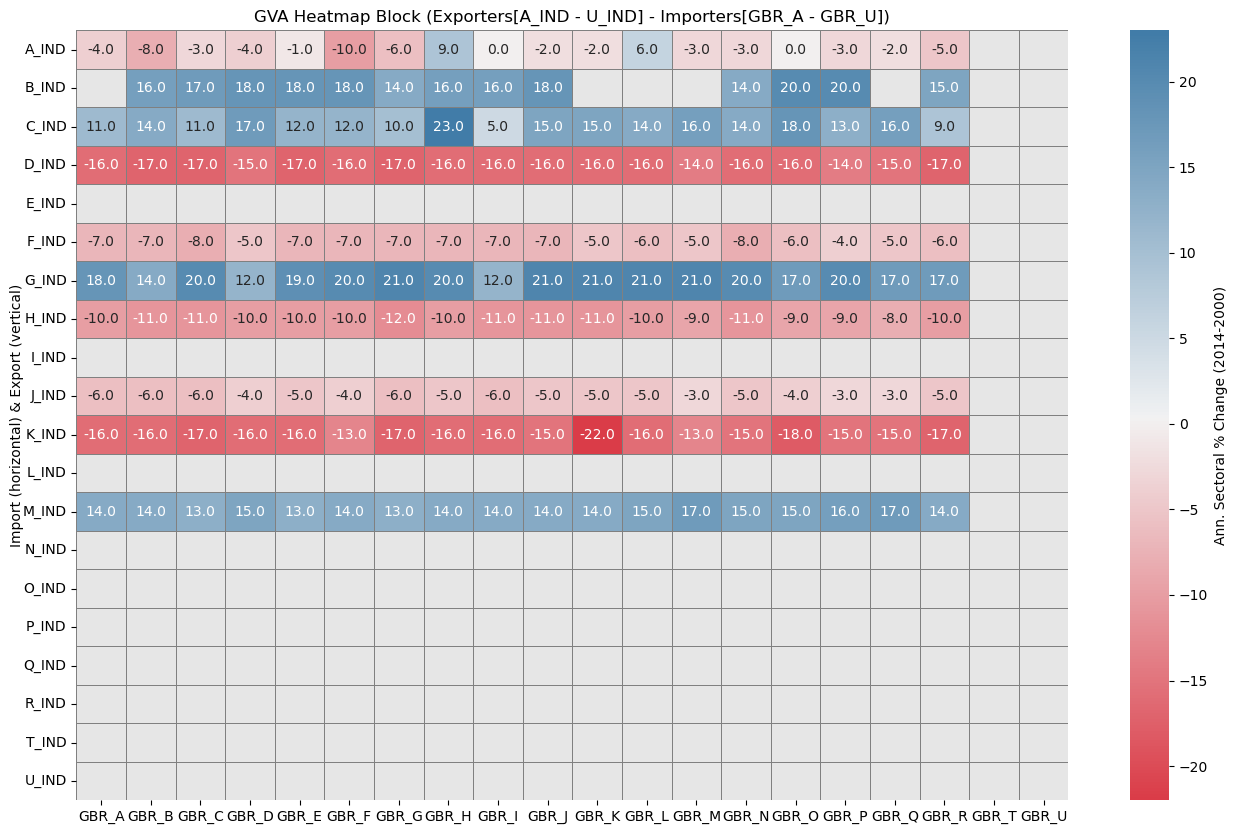 GVA Heatmap Block (Exporters[A_IND - U_IND] - Importers[GBR_A - GBR_U])
A_IND -4.0 -8.0 -3.0 -4.0 -1.0 -10.0 -6.0 9.0 0.0 -2.0 -2.0 6.0 -3.0 -3.0 0.0 -3.0 -2.0 -5.0
B_IND 16.0 17.0 18.0 18.0 18.0 14.0 16.0 16.0 18.0 14.0 20.0 20.0 15.0
C_IND 11.0 14.0 11.0 17.0 12.0 12.0 10.0 23.0 5.0 15.0 15.0 14.0 16.0 14.0 18.0 13.0 16.0 9.0
D_IND -16.0 -17.0 -17.0 -15.0 -17.0 -16.0 -17.0 -16.0 -16.0 -16.0 -16.0 -16.0 -14.0 -16.0 -16.0 -14.0 -15.0 -17.0
E_IND
F_IND -7.0 -7.0 -8.0 -5.0 -7.0 -7.0 -7.0 -7.0 -7.0 -7.0 -5.0 -6.0 -5.0 -8.0 -6.0 -4.0 -5.0 -6.0
G_IND 18.0 14.0 20.0 12.0 19.0 20.0 21.0 20.0 12.0 21.0 21.0 21.0 21.0 20.0 17.0 20.0 17.0 17.0
H_IND -10.0 -11.0 -11.0 -10.0 -10.0 -10.0 -12.0 -10.0 -11.0 -11.0 -11.0 -10.0 -9.0 -11.0 -9.0 -9.0 -8.0 -10.0
I_IND
J_IND -6.0 -6.0 -6.0 -4.0 -5.0 -4.0 -6.0 -5.0 -6.0 -5.0 -5.0 -5.0 -3.0 -5.0 -4.0 -3.0 -3.0 -5.0
K_IND -16.0 -16.0 -17.0 -16.0 -16.0 -13.0 -17.0 -16.0 -16.0 -15.0 -22.0 -16.0 -13.0 -15.0 -18.0 -15.0 -15.0 -17.0
L_IND
M_IND 14.0 14.0 13.0 15.0 13.0 14.0 13.0 14.0 14.0 14.0 14.0 15.0 17.0 15.0 15.0 16.0 17.0 14.0
N_IND
O_IND
P_IND
Q_IND
R_IND
T_IND
U_IND
GBR_A GBR_B GBR_C GBR_D GBR_E GBR_F GBR_G GBR_H GBR_I GBR_J GBR_K GBR_L GBR_M GBR_N GBR_O GBR_P GBR_Q GBR_R GBR_T GBR_U
Import (horizontal) & Export (vertical)
20
15
10
5
0
−5
−10
−15
−20
Ann. Sectoral % Change (2014-2000)